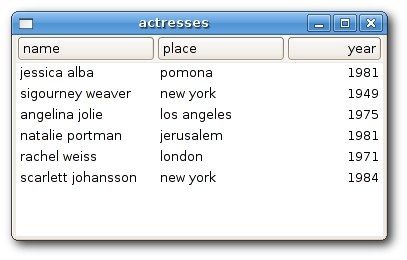 actresses
name place year
jessica alba pomona 1981
sigourney weaver new york 1949
angelina jolie los angeles 1975
natalie portman jerusalem 1981
rachel weiss london 1971
scarlett johansson new york 1984